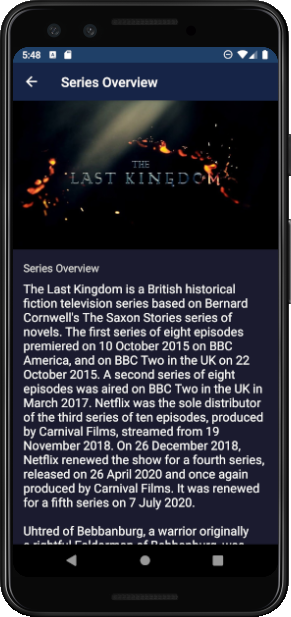 5:48
Series Overview
THE
LAST KINGDOM
Series Overview
The Last Kingdom is a British historical
fiction television series based on Bernard
Cornwell's The Saxon Stories series of
novels. The first series of eight episodes
premiered on 10 October 2015 on BBC
America, and on BBC Two in the UK on 22
October 2015. A second series of eight
episodes was aired on BBC Two in the UK in
March 2017. Netflix was the sole distributor
of the third series of ten episodes, produced
by Carnival Films, streamed from 19
November 2018. On 26 December 2018,
Netflix renewed the show for a fourth series,
released on 26 April 2020 and once again
produced by Carnival Films. It was renewed
for a fifth series on 7 July 2020.
Uhtred of Bebbanburg, a warrior originally